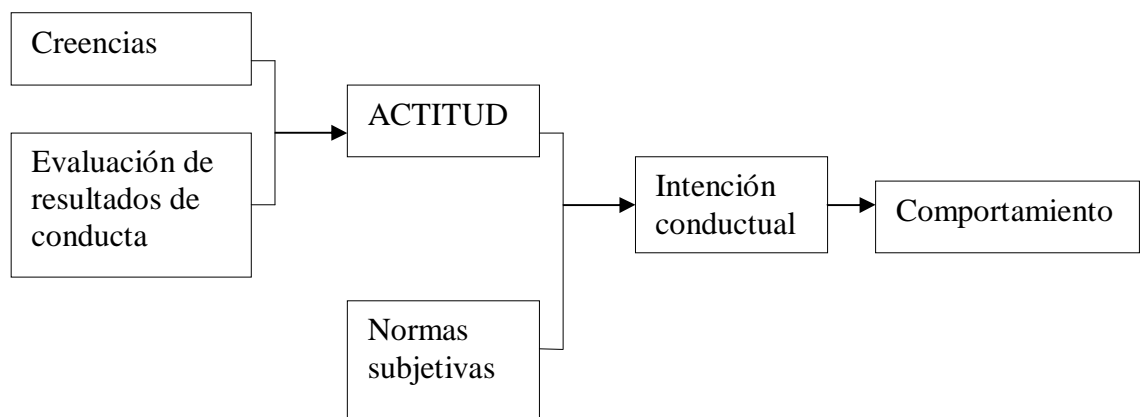 Creencias
Evaluación de
resultados de
conducta
ACTITUD
Normas
subjetivas
Intención
conductual
Comportamiento